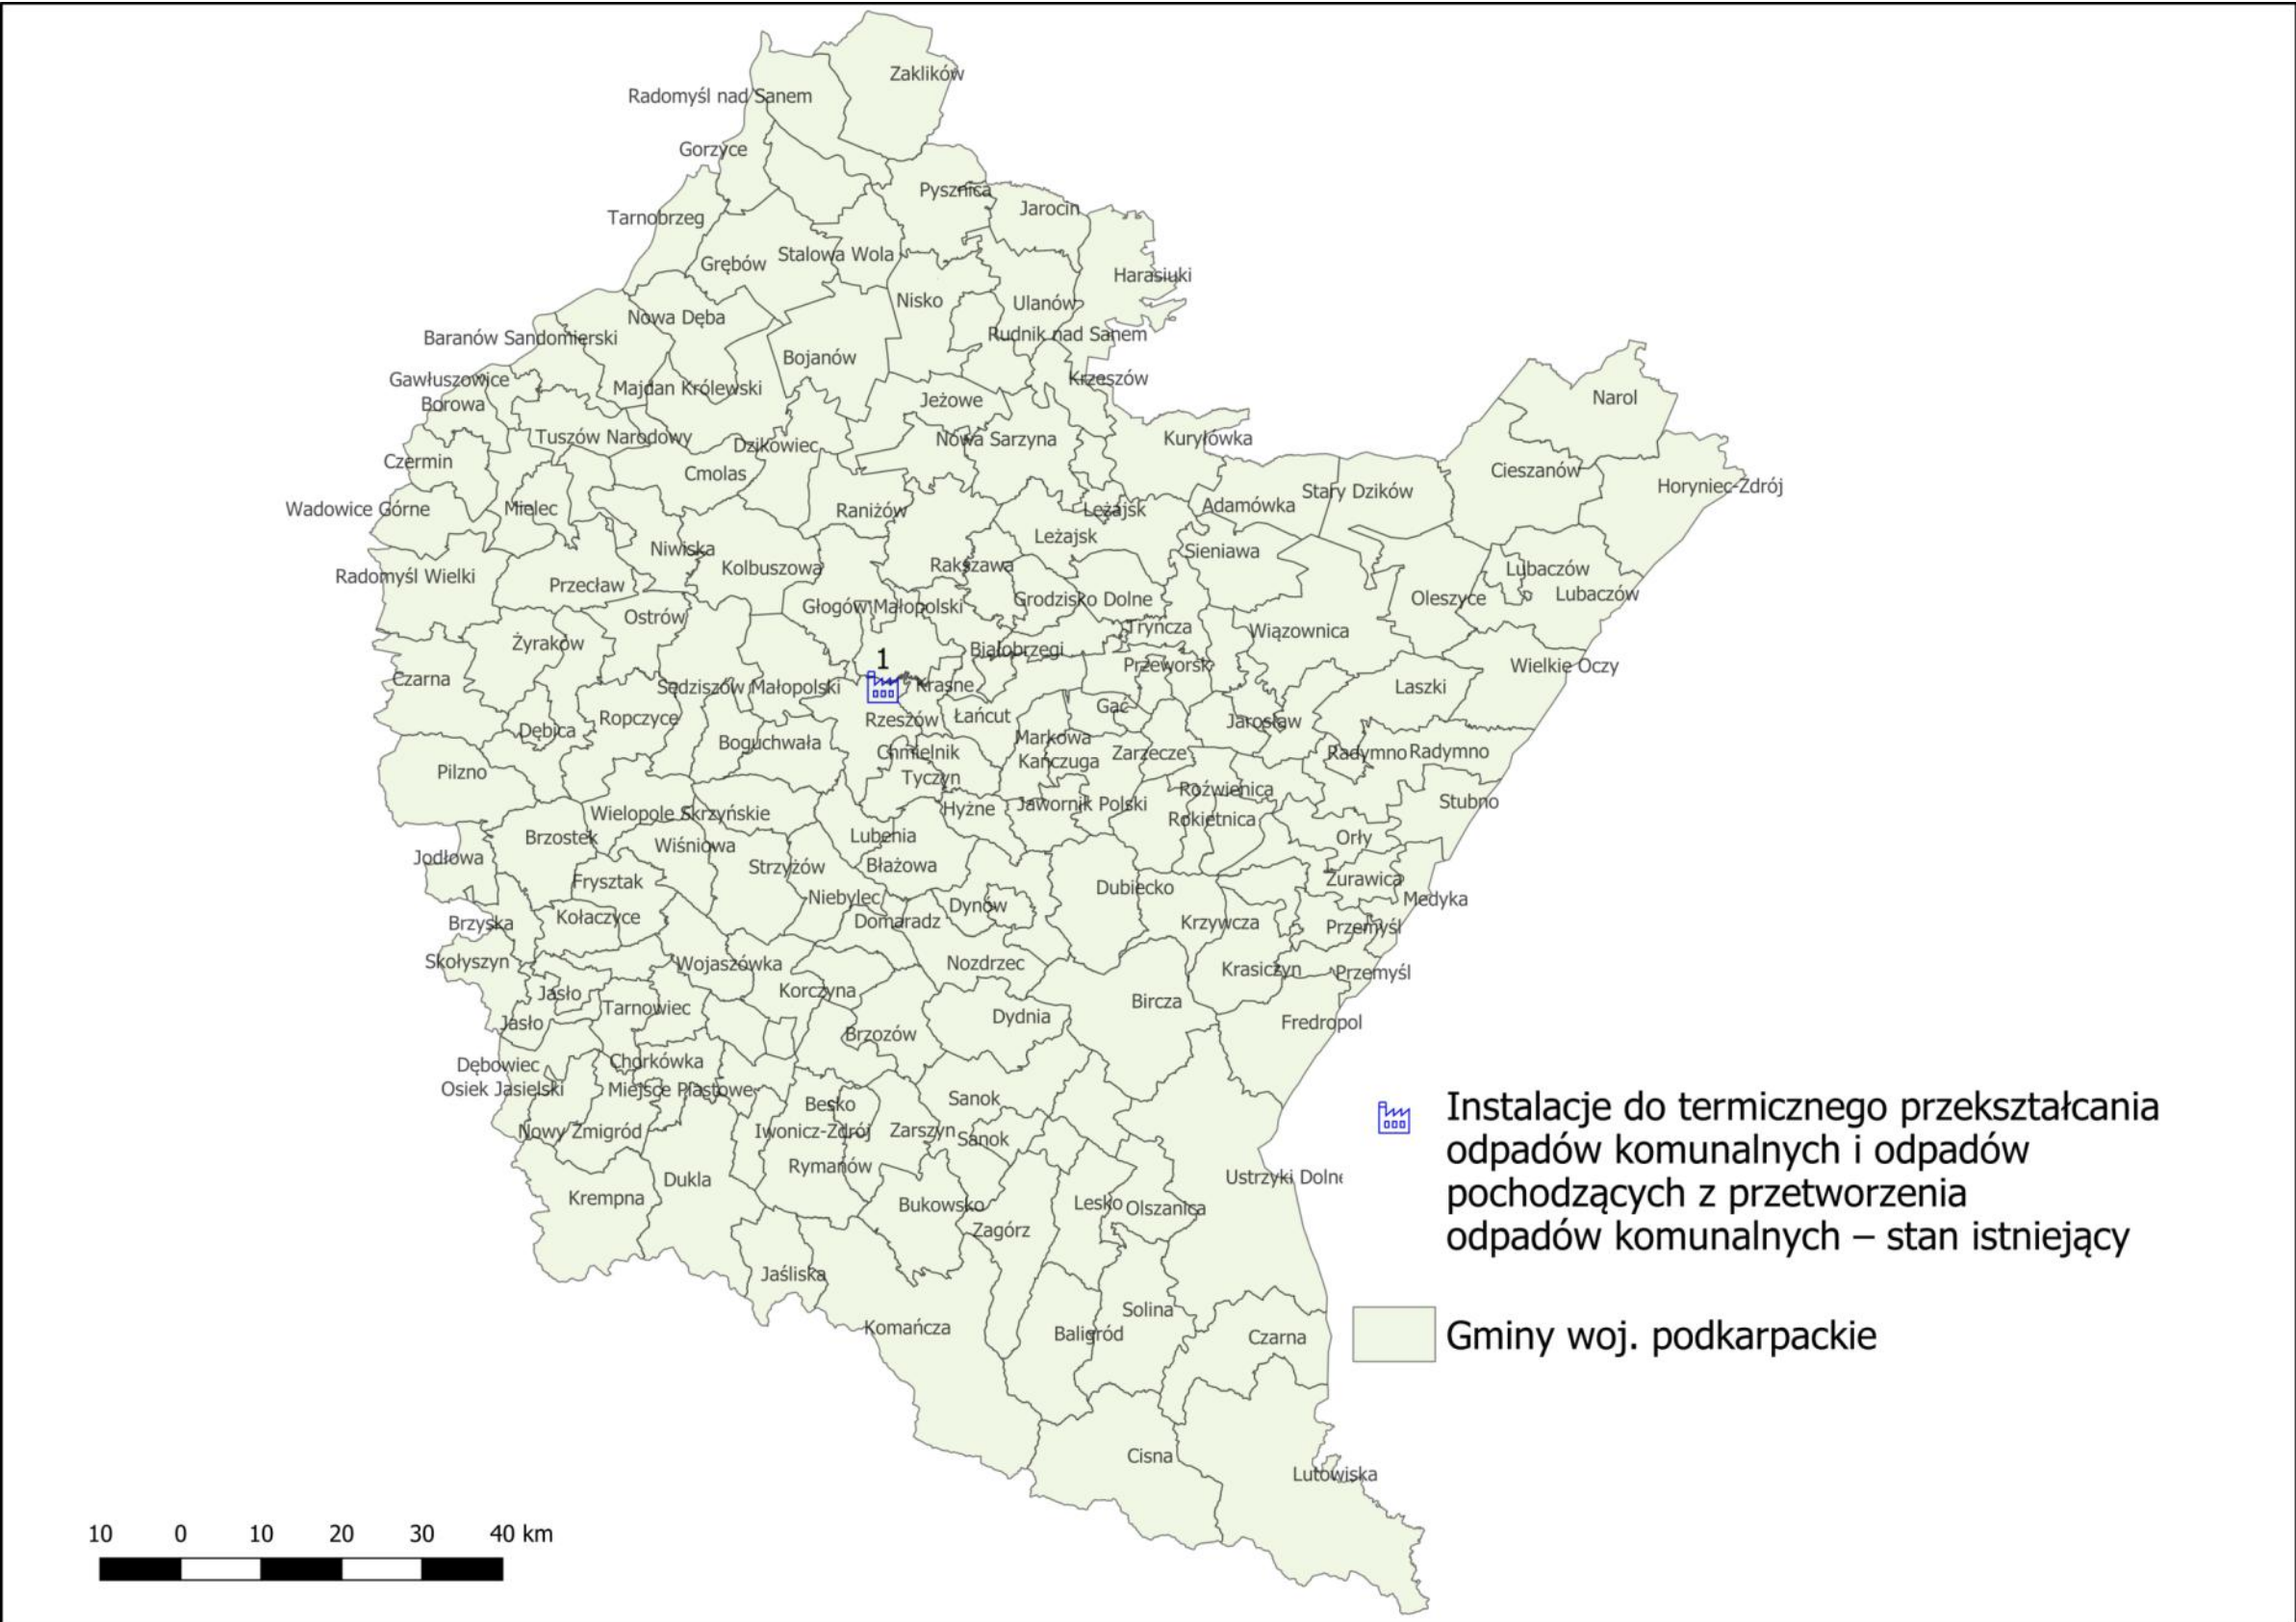 Zaklików
Radomyśl nad Sanem
Gorzyce
Pysznica
Jarocin
Tarnobrzeg
Stalowa Wola
Grębów
Harasiuki
Nisko
Ulanów
Nowa Dęba
Rudnik nad Sanem
Baranów Sandomierski
Bojanów
Krzeszów
Gawłuszowice
Majdan Królewski
Narol
Jeżowe
Borowa
Tuszów Narodowy
Nowa Sarzyna
Kuryłówka
Dzikowiec
Czermin
Cieszanów
Cmolas
Horyniec-Zdrój
Stary Dzików
Adamówka
Wadowice Górne
Mielec
Raniżów
Leżajsk
Leżajsk
Niwiska
Sieniawa
Kolbuszowa
Rakszawa
Lubaczów
Radomyśl Wielki
Przecław
Lubaczów
Oleszyce
Grodzisko Dolne
Głogów Małopolski
Ostrów
Tryńcza
Wiązownica
Żyraków
Białobrzegi
1
Przeworsk
Wielkie Oczy
Czarna
Sędziszów Małopolski
Krasne
Laszki
Gać
Ropczyce
Rzeszów
Łańcut
Jarosław
Dębica
Markowa
Boguchwała
Chmielnik
Zarzecze
Radymno
Radymno
Kańczuga
Pilzno
Tyczyn
Roźwienica
Stubno
Jawornik Polski
Hyżne
Wielopole Skrzyńskie
Rokietnica
Lubenia
Brzostek
Orły
Wiśniowa
Jodłowa
Błażowa
Strzyżów
Żurawica
Frysztak
Dubiecko
Niebylec
Medyka
Dynów
Kołaczyce
Domaradz
Brzyska
Krzywcza
Przemyśl
Skołyszyn
Wojaszówka
Nozdrzec
Krasiczyn
Przemyśl
Korczyna
Jasło
Bircza
Tarnowiec
Dydnia
Jasło
Fredropol
Brzozów
Chorkówka
Dębowiec
Osiek Jasielski
Miejsce Piastowe
Sanok
Besko
Nowy Żmigród
Iwonicz-Zdrój
Zarszyn
Sanok
Rymanów
Dukla
Ustrzyki Dolne
Krempna
Bukowsko
Lesko
Olszanica
Zagórz
Jaśliska
Solina
Komańcza
Baligród
Czarna
Cisna
Lutowiska
Instalacje do termicznego przekształcania
odpadów komunalnych i odpadów
pochodzących z przetworzenia
odpadów komunalnych – stan istniejący
Gminy woj. podkarpackie
10 0 10 20 30 40 km